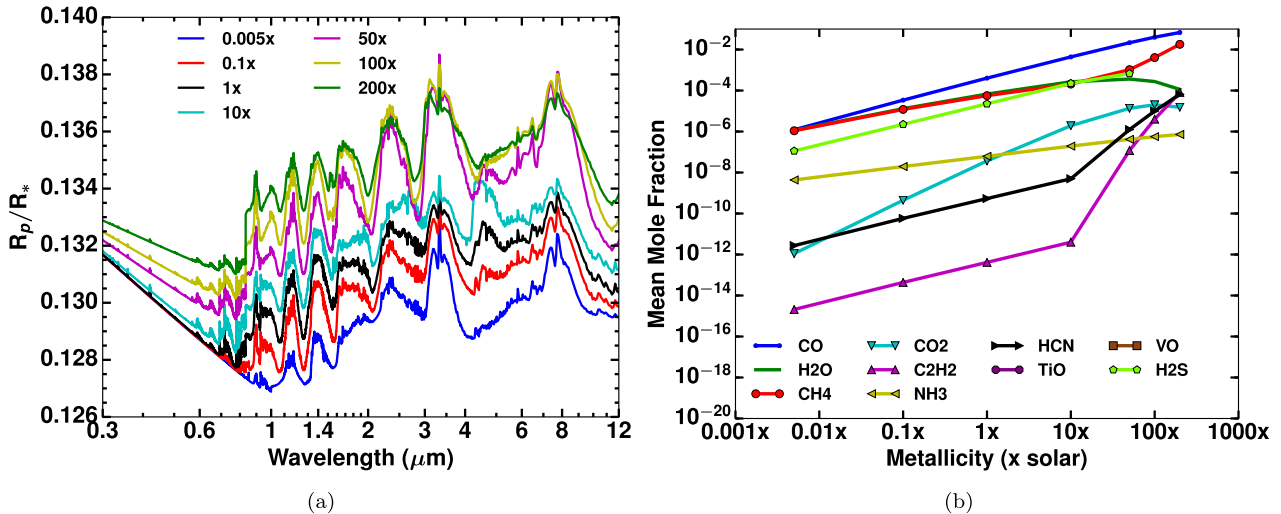 0.140
0.138
0.136
0.134
0.132
0.130
0.128
0.126
R_p/R_*
0.005x
0.1x
1x
10x
50x
100x
200x
0.3
0.6
1
1.4
2
3
4
6
8
12
Wavelength (μm)
(a)
10^-2
10^-4
10^-6
10^-8
10^-10
10^-12
10^-14
10^-16
10^-18
10^-20
Mean Mole Fraction
CO
H2O
CH4
CO2
C2H2
NH3
HCN
TiO
VO
H2S
0.001x
0.01x
0.1x
1x
10x
100x
1000x
Metallicity (x solar)
(b)